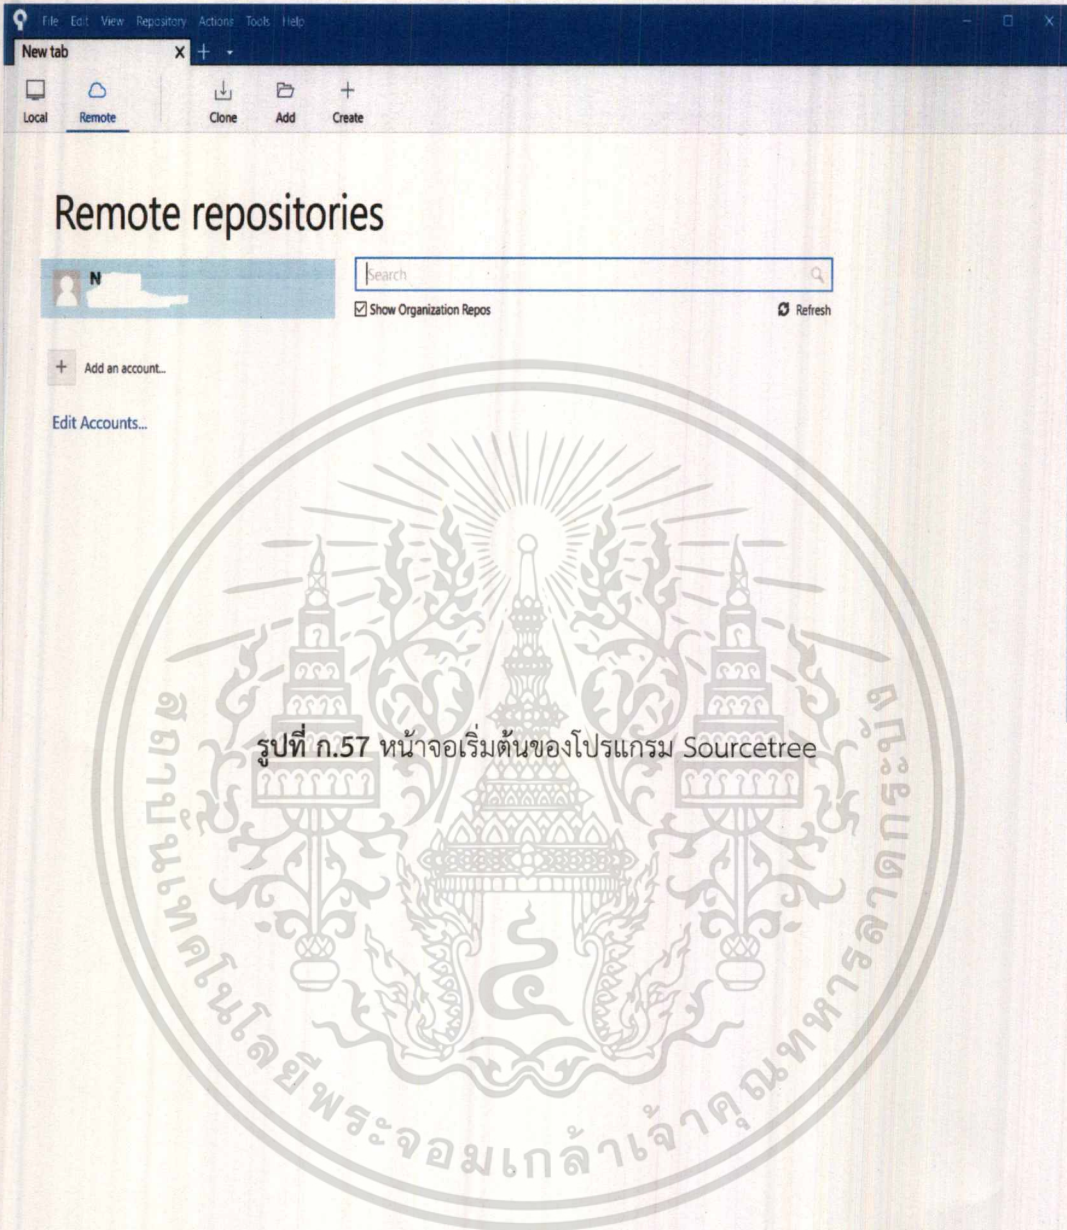 File Edit View Repository Actions Tools Help
New tab
Local Remote Clone Add Create
Remote repositories
N
Search
Show Organization Repos Refresh
Add an account...
Edit Accounts...
รูปที่ ก.57 หน้าจอเริ่มต้นของโปรแกรม Sourcetree
สถาบันเทคโนโลยีพระจอมเกล้าเจ้าคุณทหารลาดกระบัง